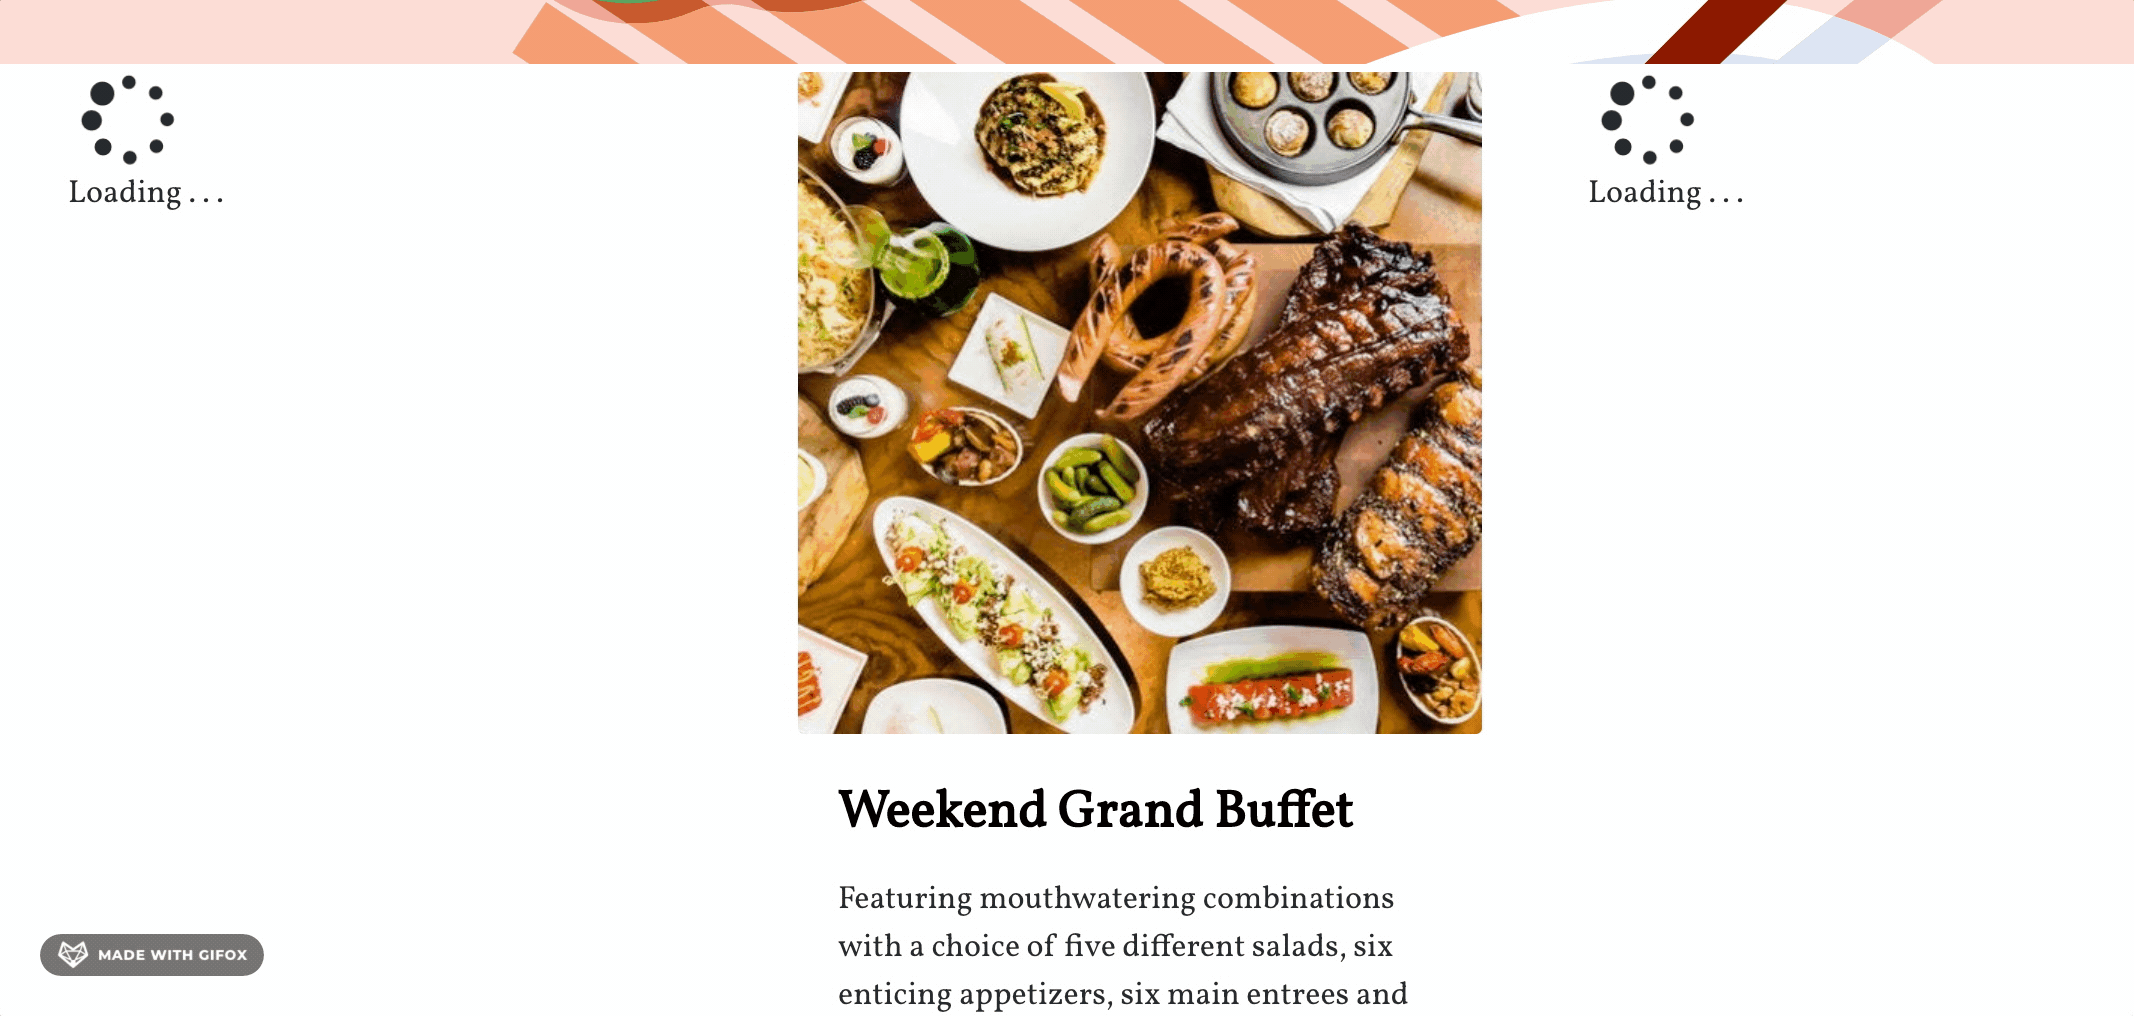 Loading . . .
Loading . . .
Weekend Grand Buffet
Featuring mouthwatering combinations
with a choice of five different salads, six
enticing appetizers, six main entrees and
MADE WITH GIFOX